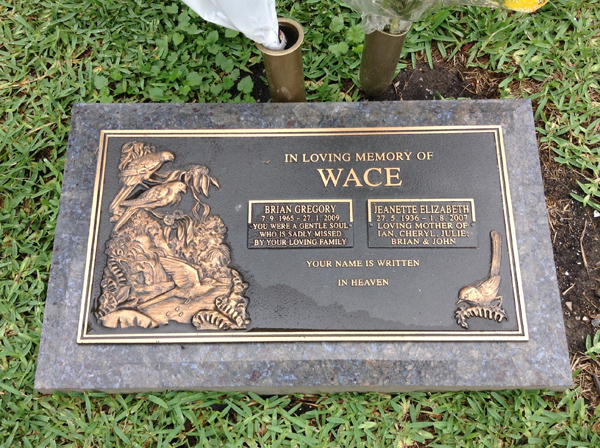 IN LOVING MEMORY OF
WACE
BRIAN GREGORY
7. 9. 1965 - 27. 1. 2009
YOU WERE A GENTLE SOUL
WHO IS SADLY MISSED
BY YOUR LOVING FAMILY
JEANETTE ELIZABETH
27. 5. 1936 - 1. 8. 2007
LOVING MOTHER OF
IAN, CHERYL, JULIE,
BRIAN & JOHN
YOUR NAME IS WRITTEN
IN HEAVEN